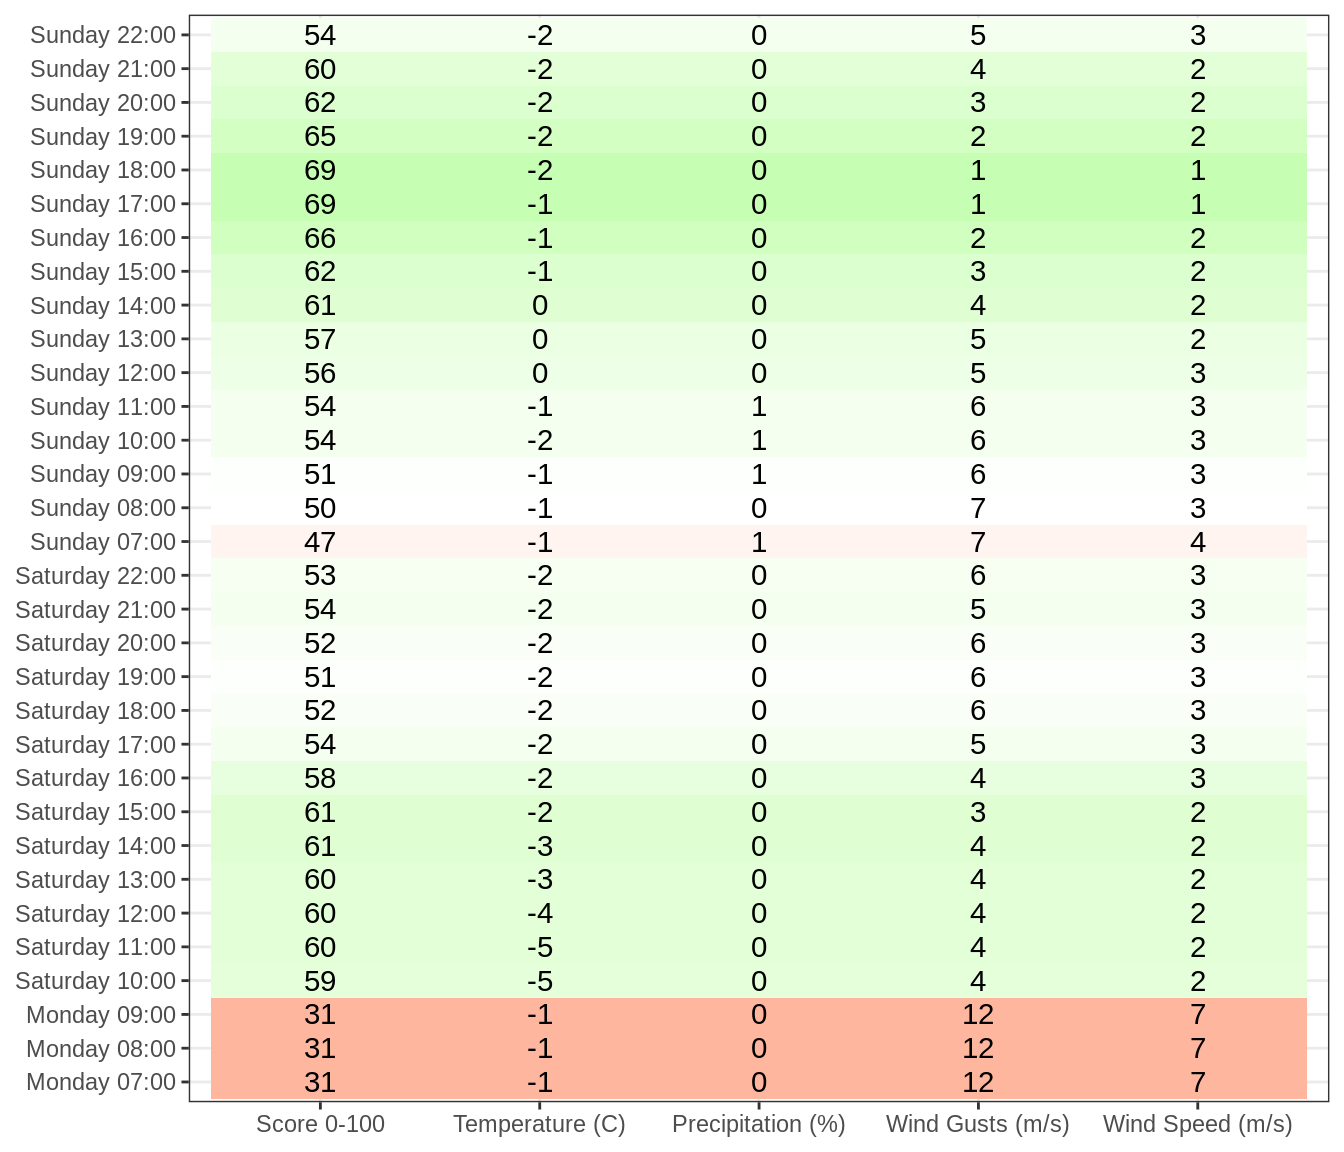 Sunday 22:00 54 -2 0 5 3
Sunday 21:00 60 -2 0 4 2
Sunday 20:00 62 -2 0 3 2
Sunday 19:00 65 -2 0 2 2
Sunday 18:00 69 -2 0 1 1
Sunday 17:00 69 -1 0 1 1
Sunday 16:00 66 -1 0 2 2
Sunday 15:00 62 -1 0 3 2
Sunday 14:00 61 0 0 4 2
Sunday 13:00 57 0 0 5 2
Sunday 12:00 56 0 0 5 3
Sunday 11:00 54 -1 1 6 3
Sunday 10:00 54 -2 1 6 3
Sunday 09:00 51 -1 1 6 3
Sunday 08:00 50 -1 0 7 3
Sunday 07:00 47 -1 1 7 4
Saturday 22:00 53 -2 0 6 3
Saturday 21:00 54 -2 0 5 3
Saturday 20:00 52 -2 0 6 3
Saturday 19:00 51 -2 0 6 3
Saturday 18:00 52 -2 0 6 3
Saturday 17:00 54 -2 0 5 3
Saturday 16:00 58 -2 0 4 3
Saturday 15:00 61 -2 0 3 2
Saturday 14:00 61 -3 0 4 2
Saturday 13:00 60 -3 0 4 2
Saturday 12:00 60 -4 0 4 2
Saturday 11:00 60 -5 0 4 2
Saturday 10:00 59 -5 0 4 2
Monday 09:00 31 -1 0 12 7
Monday 08:00 31 -1 0 12 7
Monday 07:00 31 -1 0 12 7
Score 0-100 Temperature (C) Precipitation (%) Wind Gusts (m/s) Wind Speed (m/s)